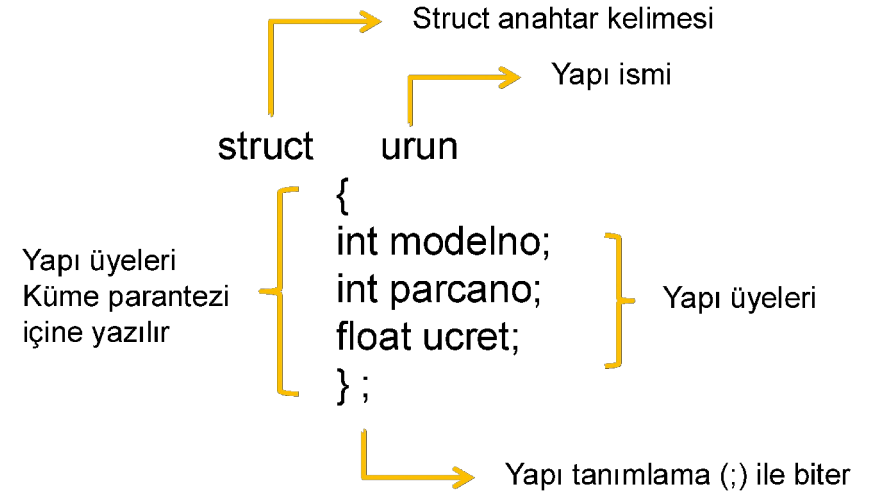 Struct anahtar kelimesi
Yapı ismi
struct urun
{
int modelno;
int parcano;
float ucret;
} ;
Yapı üyeleri
Küme parantezi
içine yazılır
Yapı üyeleri
Yapı tanımlama (;) ile biter